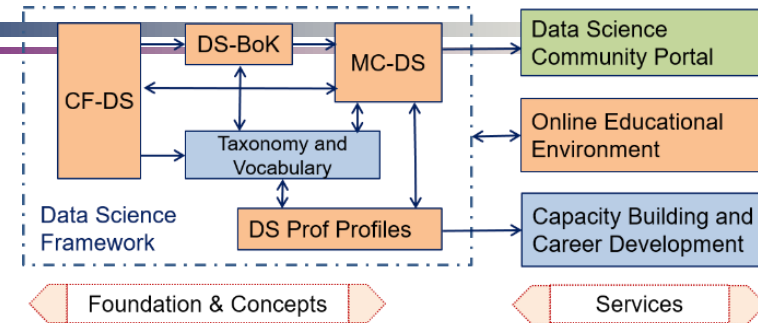 DS-BoK
MC-DS
CF-DS
Taxonomy and
Vocabulary
Data Science
Framework
DS Prof Profiles
Data Science
Community Portal
Online Educational
Environment
Capacity Building and
Career Development
Foundation & Concepts
Services